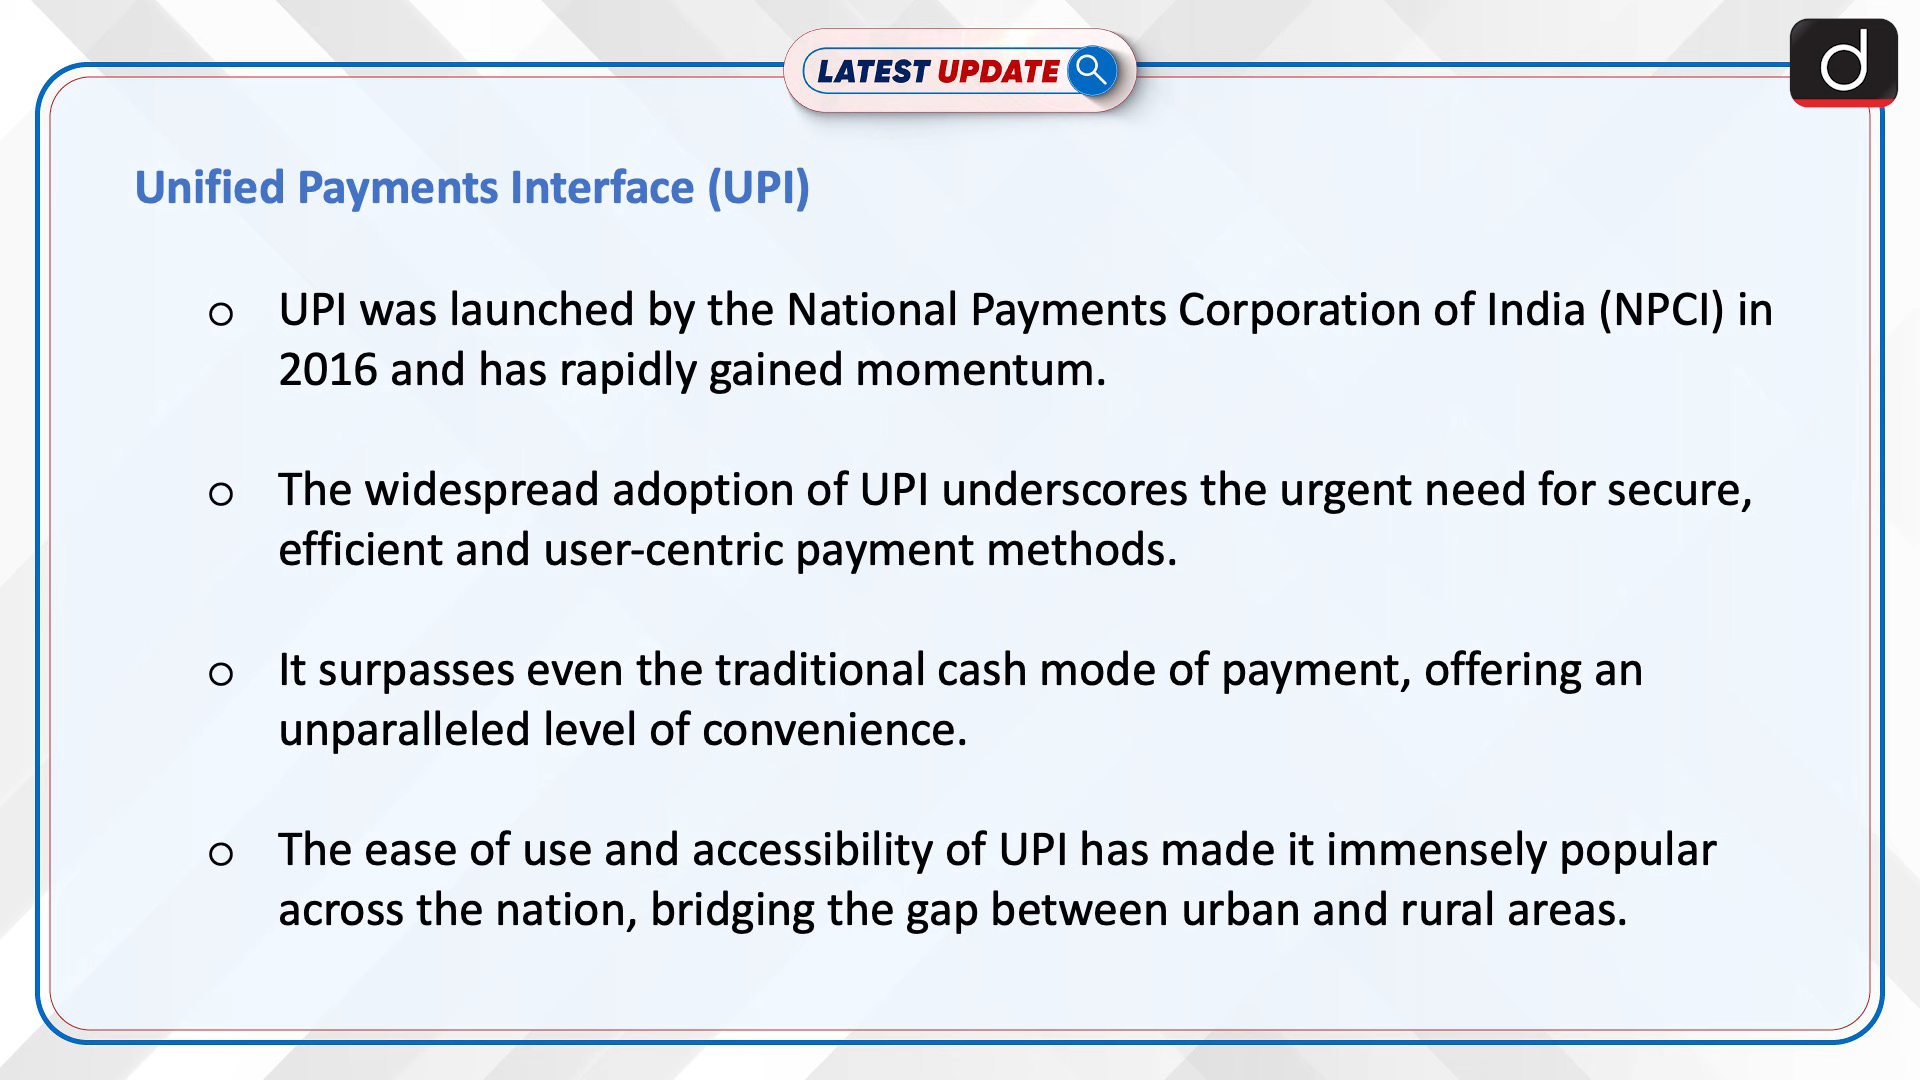 LATEST UPDATE
d
Unified Payments Interface (UPI)
o UPI was launched by the National Payments Corporation of India (NPCI) in
2016 and has rapidly gained momentum.
o The widespread adoption of UPI underscores the urgent need for secure,
efficient and user-centric payment methods.
o It surpasses even the traditional cash mode of payment, offering an
unparalleled level of convenience.
o The ease of use and accessibility of UPI has made it immensely popular
across the nation, bridging the gap between urban and rural areas.